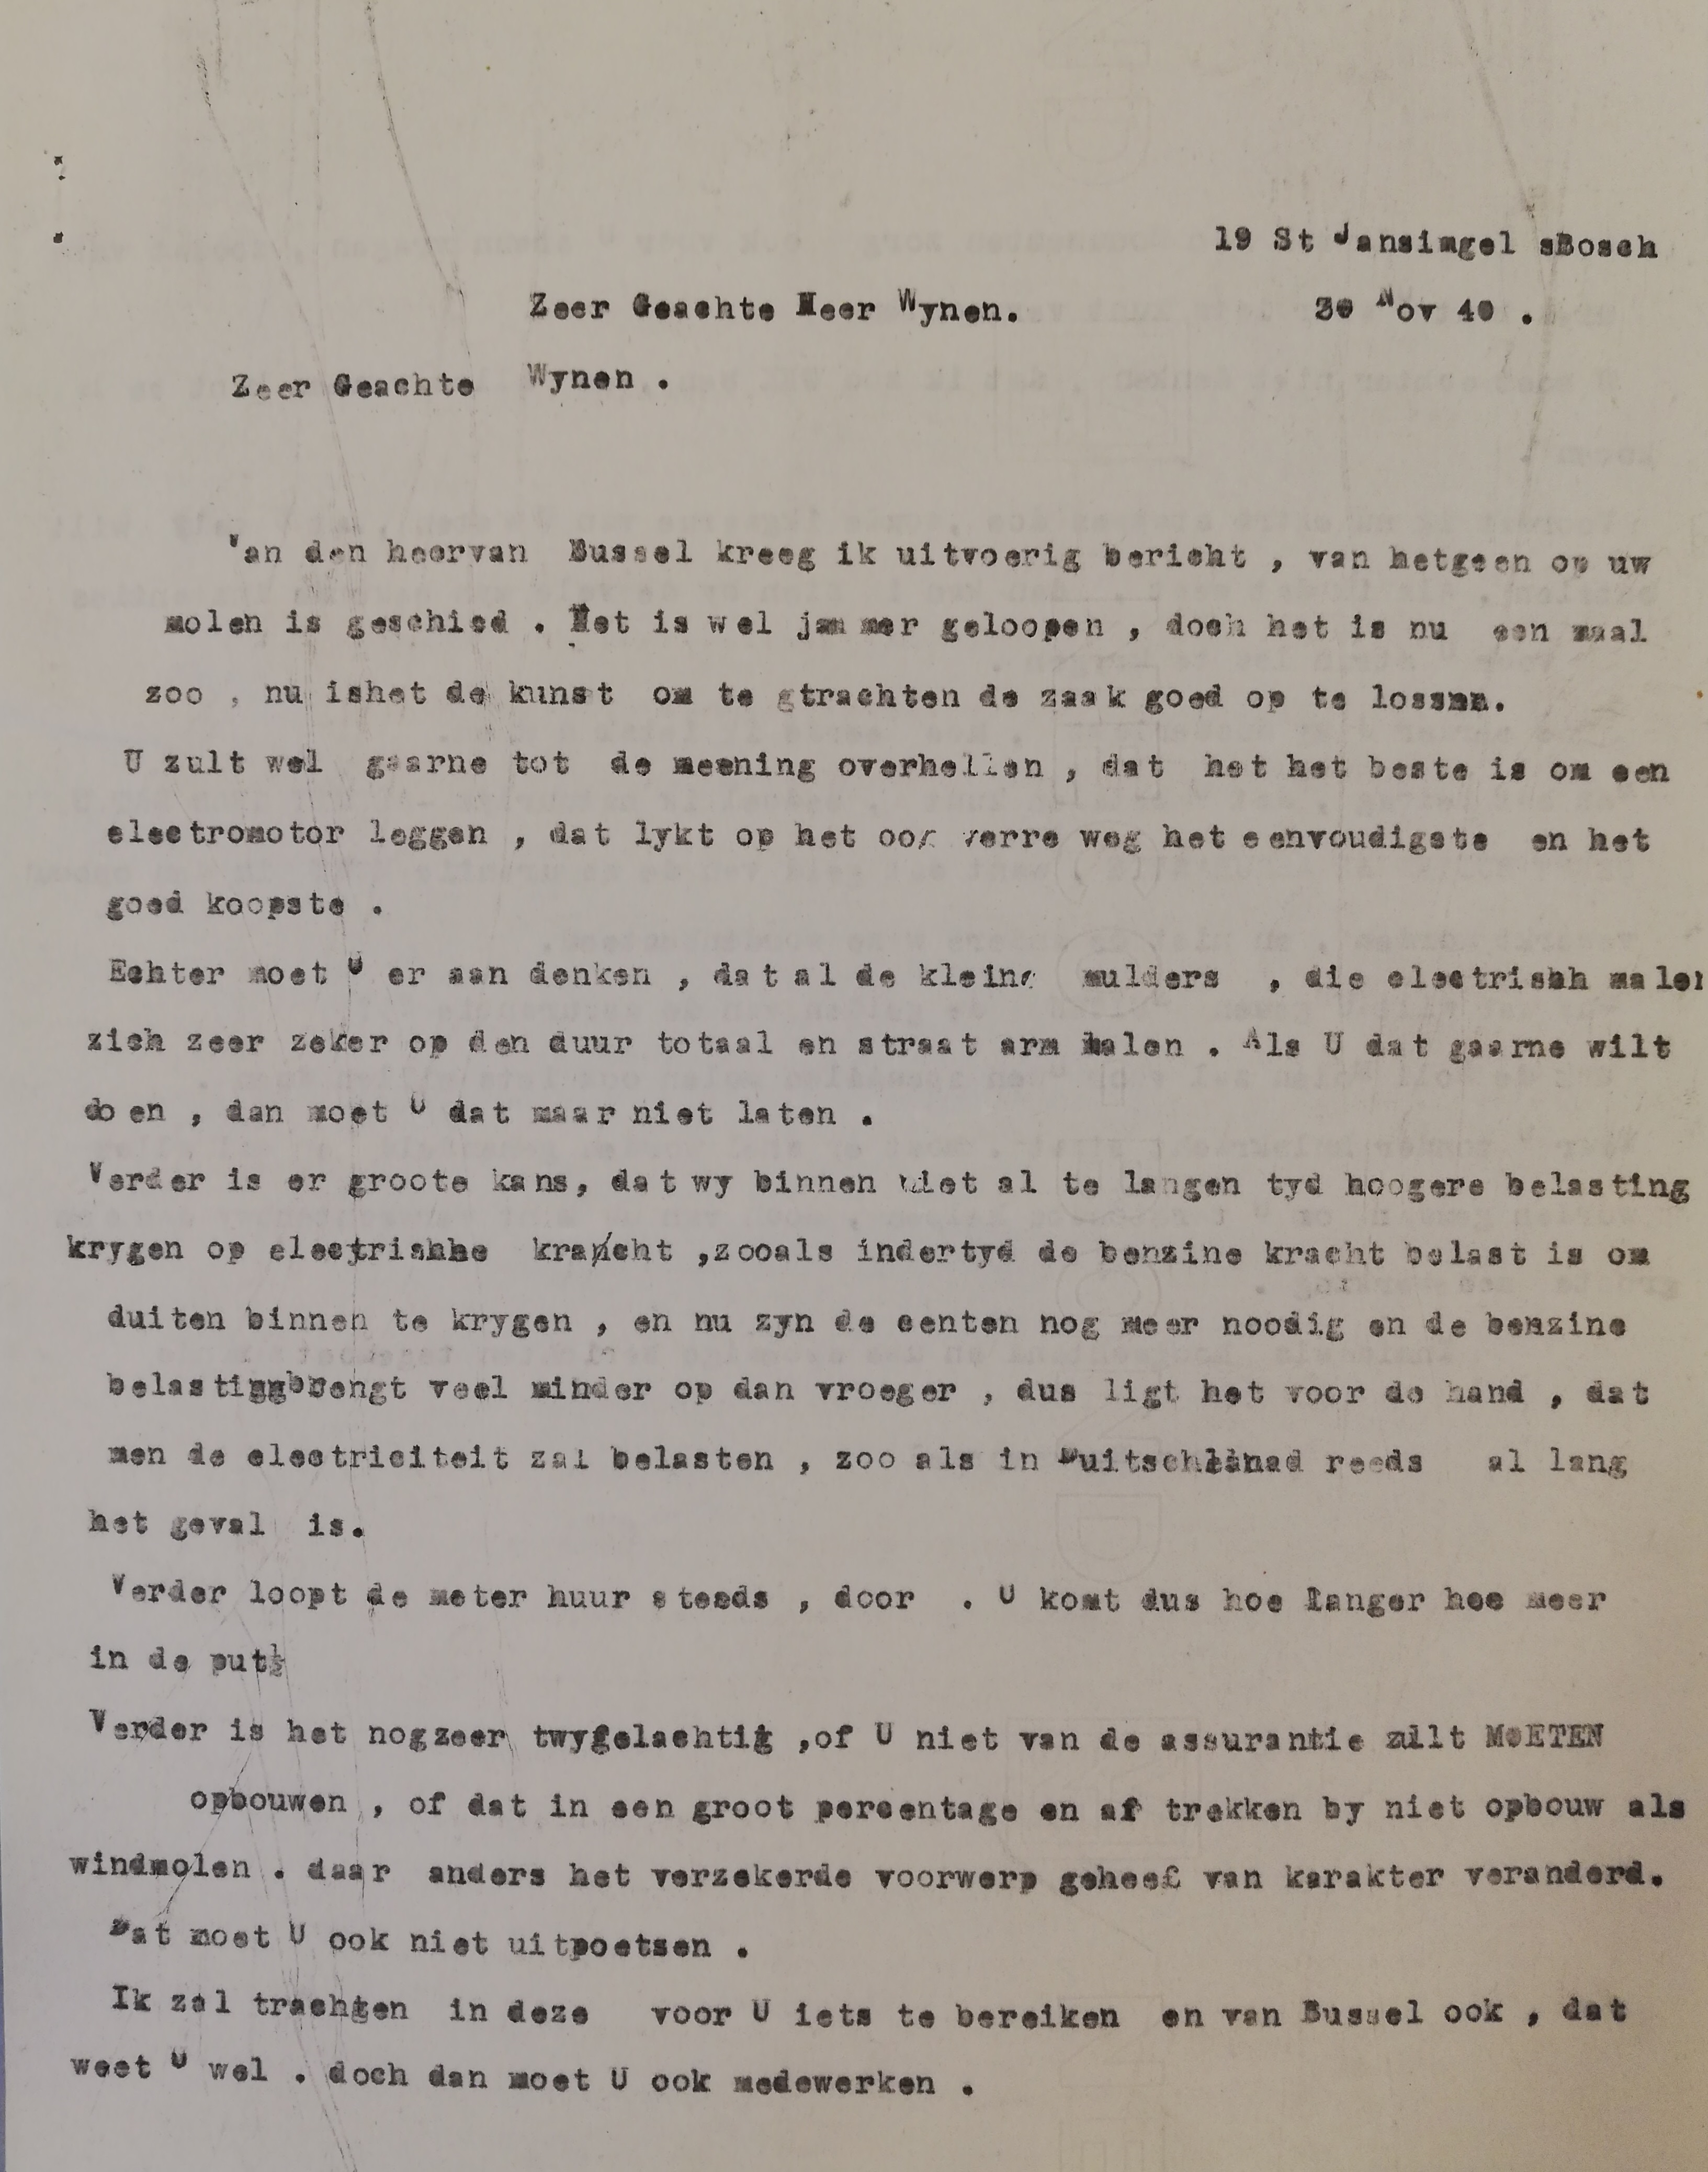 19 St Jansimgel sBosch
Zeer Geachte Heer Wynen. 30 Nov 40 .
Zeer Geachte Wynen .
Van den heervan Bussel kreeg ik uitvoerig bericht , van hetgeen op uw
molen is geschied . Het is wel jammer geloopen , doch het is nu een maal
zoo , nu ishet de kunst om te gtrachten de zaak goed op te lossen.
U zult wel gaarne tot de meening overhellen , dat het het beste is om een
electromotor leggen , dat lykt op het oog verre weg het eenvoudigste en het
goed koopste .
Echter moet U er aan denken , dat al de kleine mulders , die electrishh malen
zich zeer zeker op den duur totaal en straat arm malen . Als U dat gaarne wilt
doen , dan moet U dat maar niet laten .
Verder is er groote kans, dat wy binnen niet al te langen tyd hoogere belasting
krygen op electrishhe kracht ,zooals indertyd de benzine kracht belast is om
duiten binnen te krygen , en nu zyn de centen nog meer noodig en de benzine
belastingbrengt veel minder op dan vroeger , dus ligt het voor de hand , dat
men de electriciteit zal belasten , zoo als in Duitschland reeds al lang
het geval is.
Verder loopt de meter huur steeds , door . U komt dus hoe langer hoe meer
in de put
Verder is het nogzeer twyfelachtig ,of U niet van de assurantie zult MoETEN
opbouwen , of dat in een groot percentage en af trekken by niet opbouw als
windmolen . daar anders het verzekerde voorwerp geheel van karakter veranderd.
Dat moet U ook niet uitpoetsen .
Ik zal trachten in deze voor U iets te bereiken en van Bussel ook , dat
weet U wel . doch dan moet U ook medewerken .